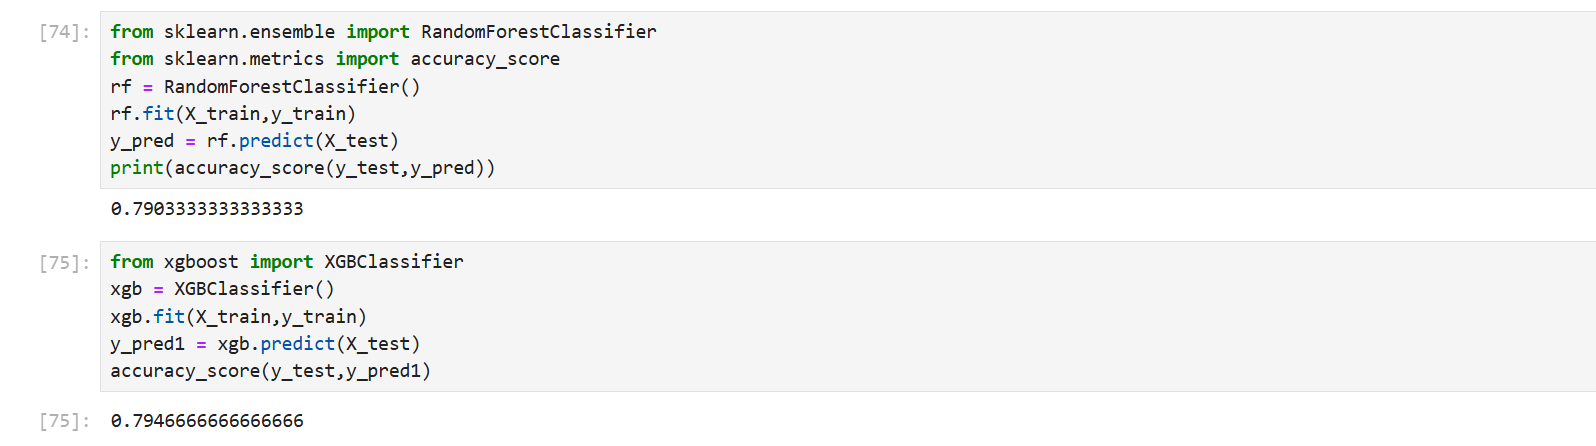 [74]:
from sklearn.ensemble import RandomForestClassifier
from sklearn.metrics import accuracy_score
rf = RandomForestClassifier()
rf.fit(X_train,y_train)
y_pred = rf.predict(X_test)
print(accuracy_score(y_test,y_pred))
0.7903333333333333
[75]:
from xgboost import XGBClassifier
xgb = XGBClassifier()
xgb.fit(X_train,y_train)
y_pred1 = xgb.predict(X_test)
accuracy_score(y_test,y_pred1)
[75]:
0.7946666666666666